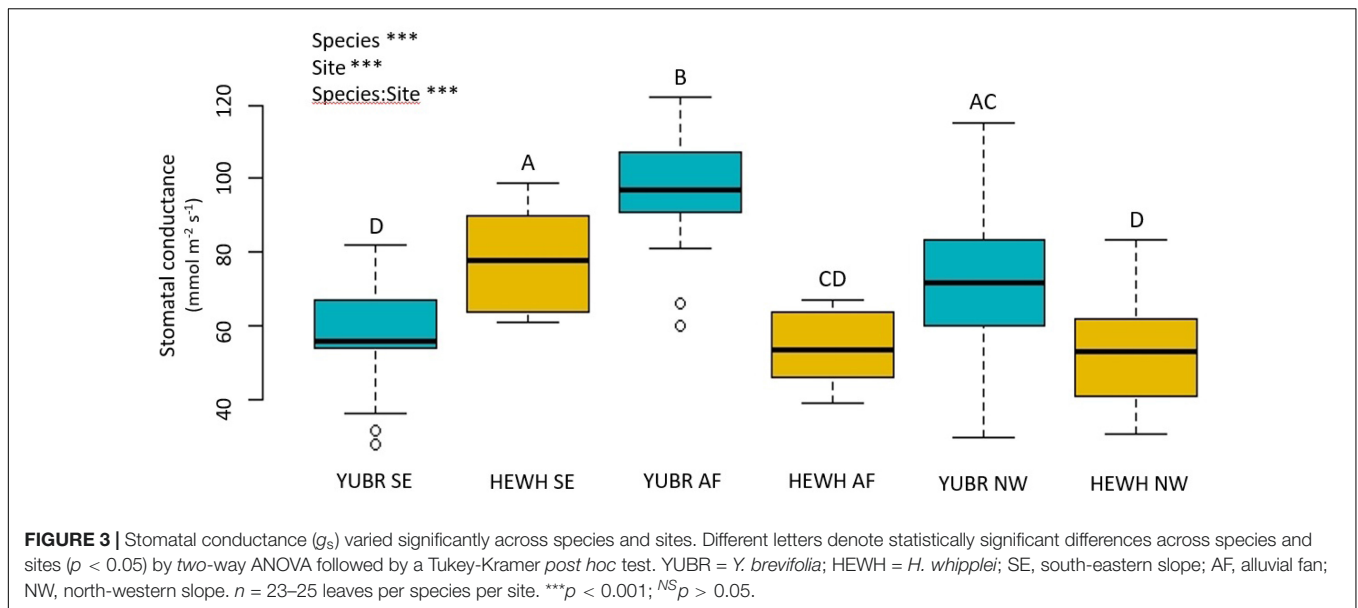 Species ***
Site ***
Species:Site ***
Stomatal conductance
(mmol m⁻² s⁻¹)
120
100
80
60
40
D
A
B
CD
AC
D
YUBR SE
HEWH SE
YUBR AF
HEWH AF
YUBR NW
HEWH NW
FIGURE 3 | Stomatal conductance (gₛ) varied significantly across species and sites. Different letters denote statistically significant differences across species and
sites (p < 0.05) by two-way ANOVA followed by a Tukey-Kramer post hoc test. YUBR = Y. brevifolia; HEWH = H. whipplei; SE, south-eastern slope; AF, alluvial fan;
NW, north-western slope. n = 23–25 leaves per species per site. ***p < 0.001; ᴺˢp > 0.05.